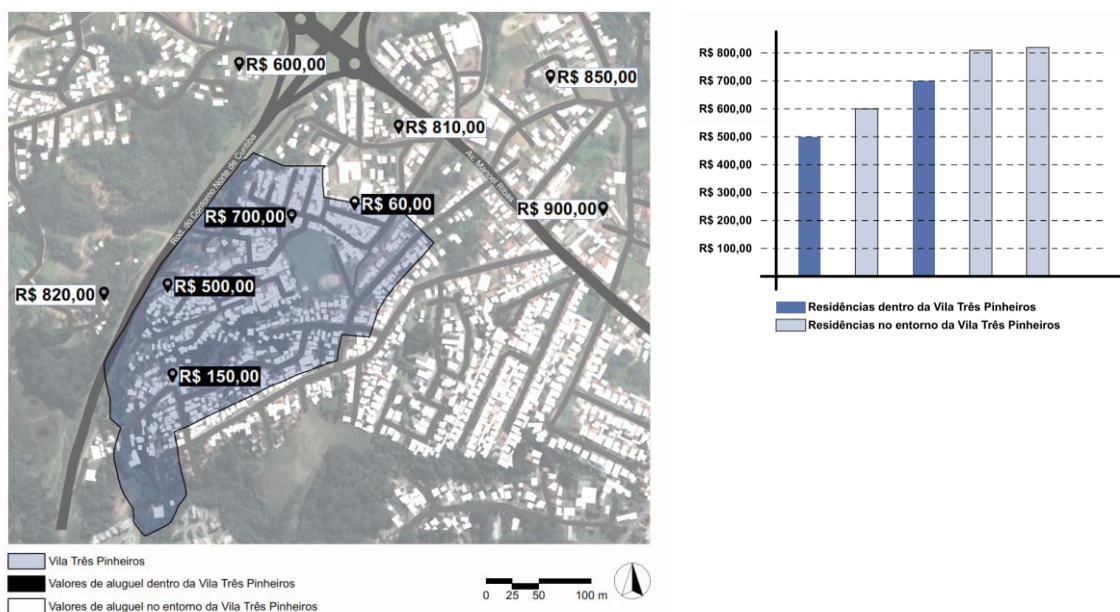 R$ 600,00
R$ 850,00
R$ 810,00
Rod. do Contorno Norte de Curitiba
Av. Manoel Ribas
R$ 60,00
R$ 700,00
R$ 900,00
R$ 500,00
R$ 820,00
R$ 150,00
Vila Três Pinheiros
Valores de aluguel dentro da Vila Três Pinheiros
Valores de aluguel no entorno da Vila Três Pinheiros
0 25 50 100 m
R$ 800,00
R$ 700,00
R$ 600,00
R$ 500,00
R$ 400,00
R$ 300,00
R$ 200,00
R$ 100,00
Residências dentro da Vila Três Pinheiros
Residências no entorno da Vila Três Pinheiros